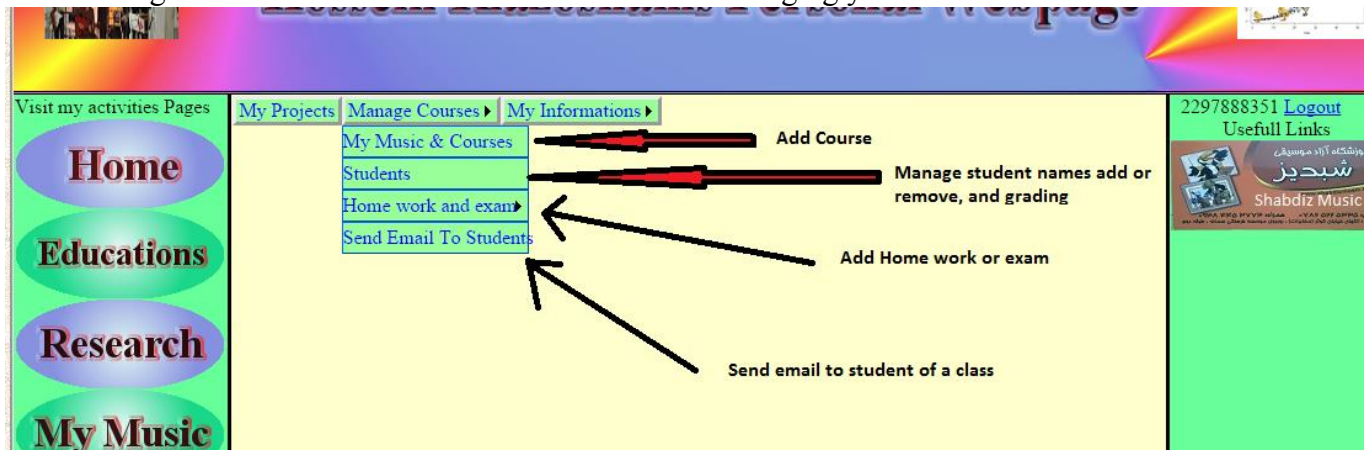 Personal Webpage
Visit my activities Pages
Home
Educations
Research
My Music
My Projects
Manage Courses
My Informations
My Music & Courses
Students
Home work and exam
Send Email To Students
Add Course
Manage student names add or
remove, and grading
Add Home work or exam
Send email to student of a class
2297888351 Logout
Usefull Links
شبدیز
Shabdiz Music